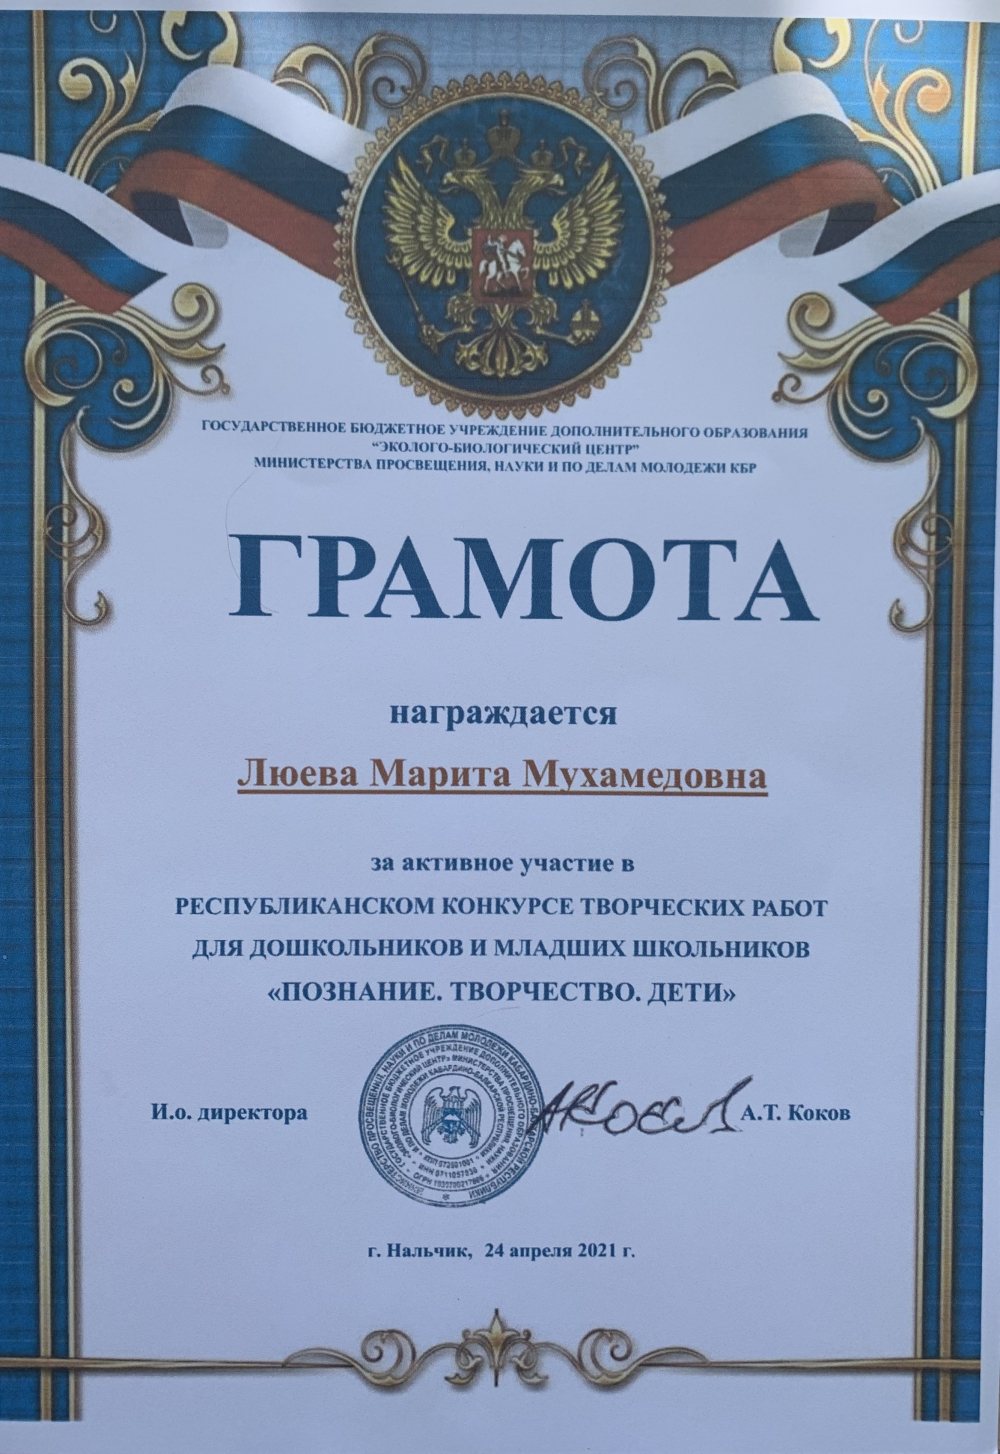 ГОСУДАРСТВЕННОЕ БЮДЖЕТНОЕ УЧРЕЖДЕНИЕ ДОПОЛНИТЕЛЬНОГО ОБРАЗОВАНИЯ
“ЭКОЛОГО-БИОЛОГИЧЕСКИЙ ЦЕНТР”
МИНИСТЕРСТВА ПРОСВЕЩЕНИЯ, НАУКИ И ПО ДЕЛАМ МОЛОДЕЖИ КБР
ГРАМОТА
награждается
Люева Марита Мухамедовна
за активное участие в
РЕСПУБЛИКАНСКОМ КОНКУРСЕ ТВОРЧЕСКИХ РАБОТ
ДЛЯ ДОШКОЛЬНИКОВ И МЛАДШИХ ШКОЛЬНИКОВ
«ПОЗНАНИЕ. ТВОРЧЕСТВО. ДЕТИ»
И.о. директора
А.Т. Коков
г. Нальчик, 24 апреля 2021 г.